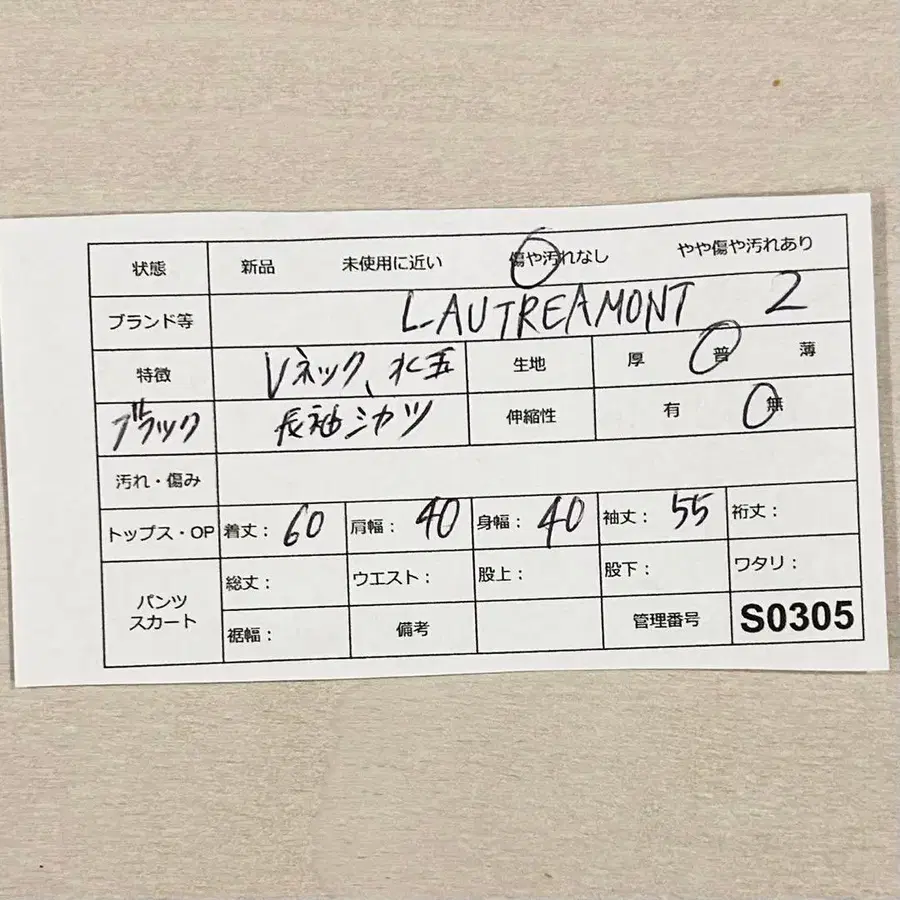 状態 新品 未使用に近い 傷や汚れなし やや傷や汚れあり
ブランド等 LAUTREAMONT 2
特徴 Vネック、水玉 生地 厚 普 薄
ブラック 長袖シャツ 伸縮性 有 無
汚れ・傷み
トップス・OP 着丈: 60 肩幅: 40 身幅: 40 袖丈: 55 裄丈:
パンツ スカート 総丈: ウエスト: 股上: 股下: ワタリ:
裾幅: 備考 管理番号 S0305